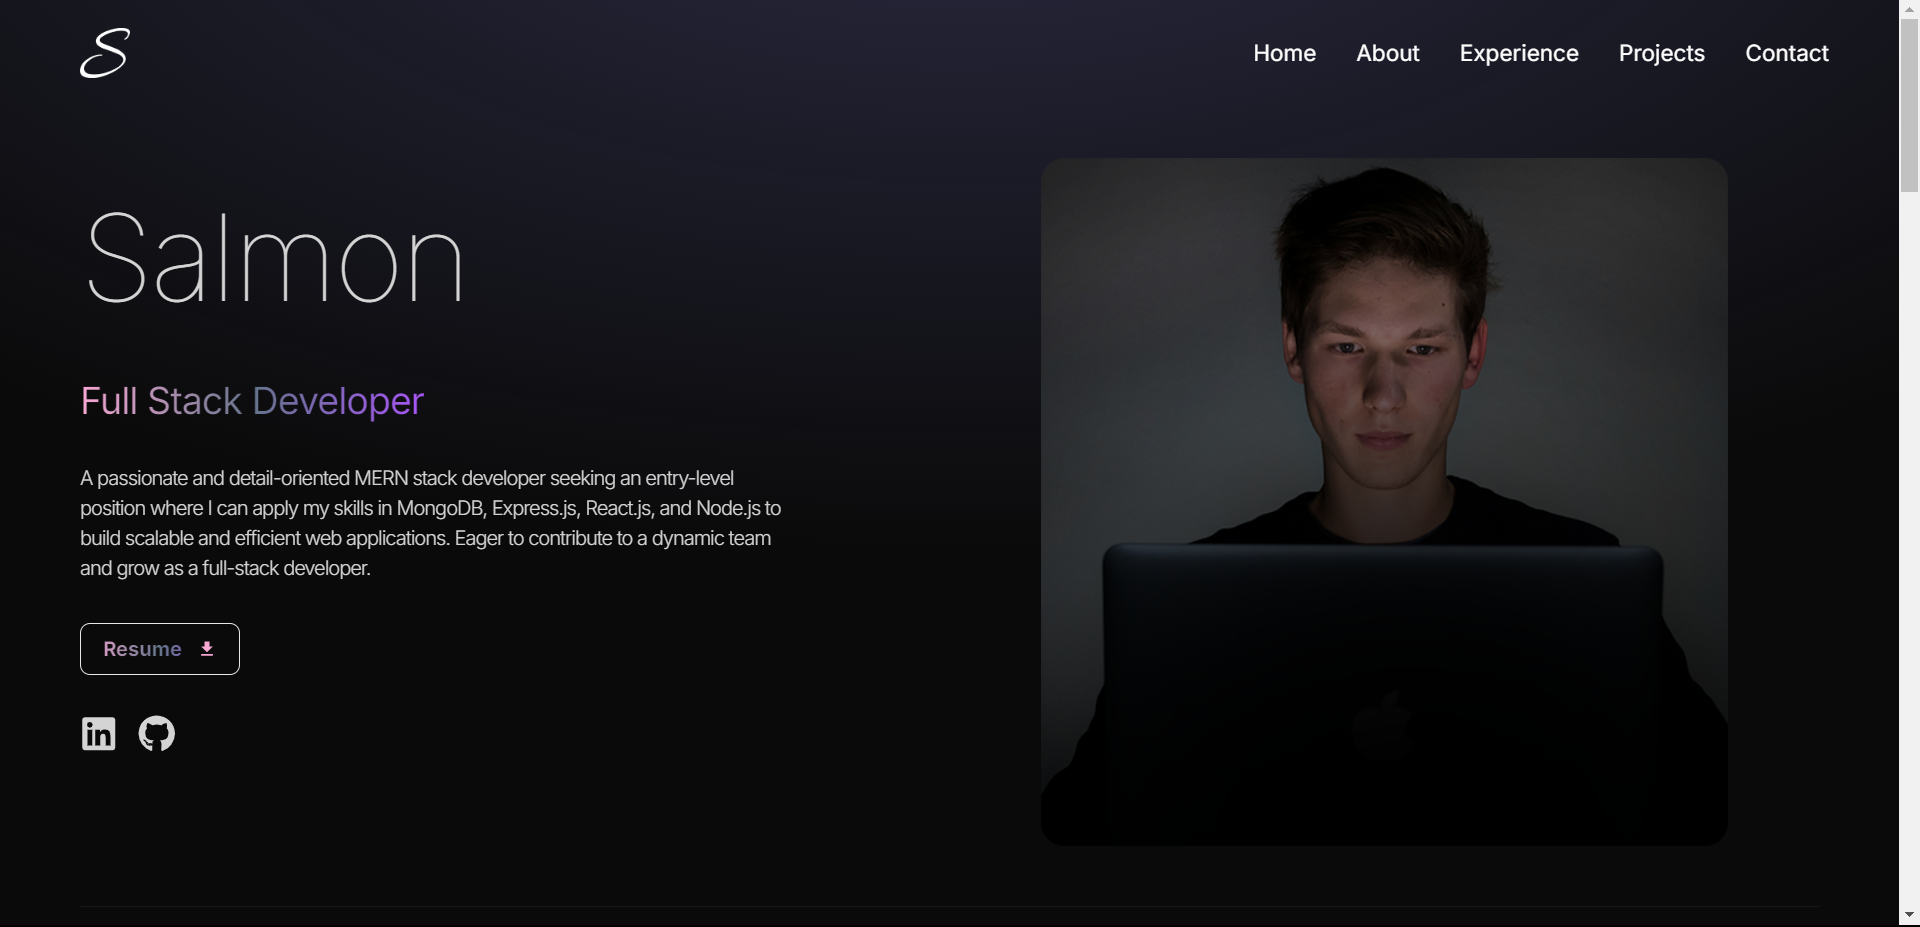 S
Home About Experience Projects Contact
Salmon
Full Stack Developer
A passionate and detail-oriented MERN stack developer seeking an entry-level
position where I can apply my skills in MongoDB, Express.js, React.js, and Node.js to
build scalable and efficient web applications. Eager to contribute to a dynamic team
and grow as a full-stack developer.
Resume
in